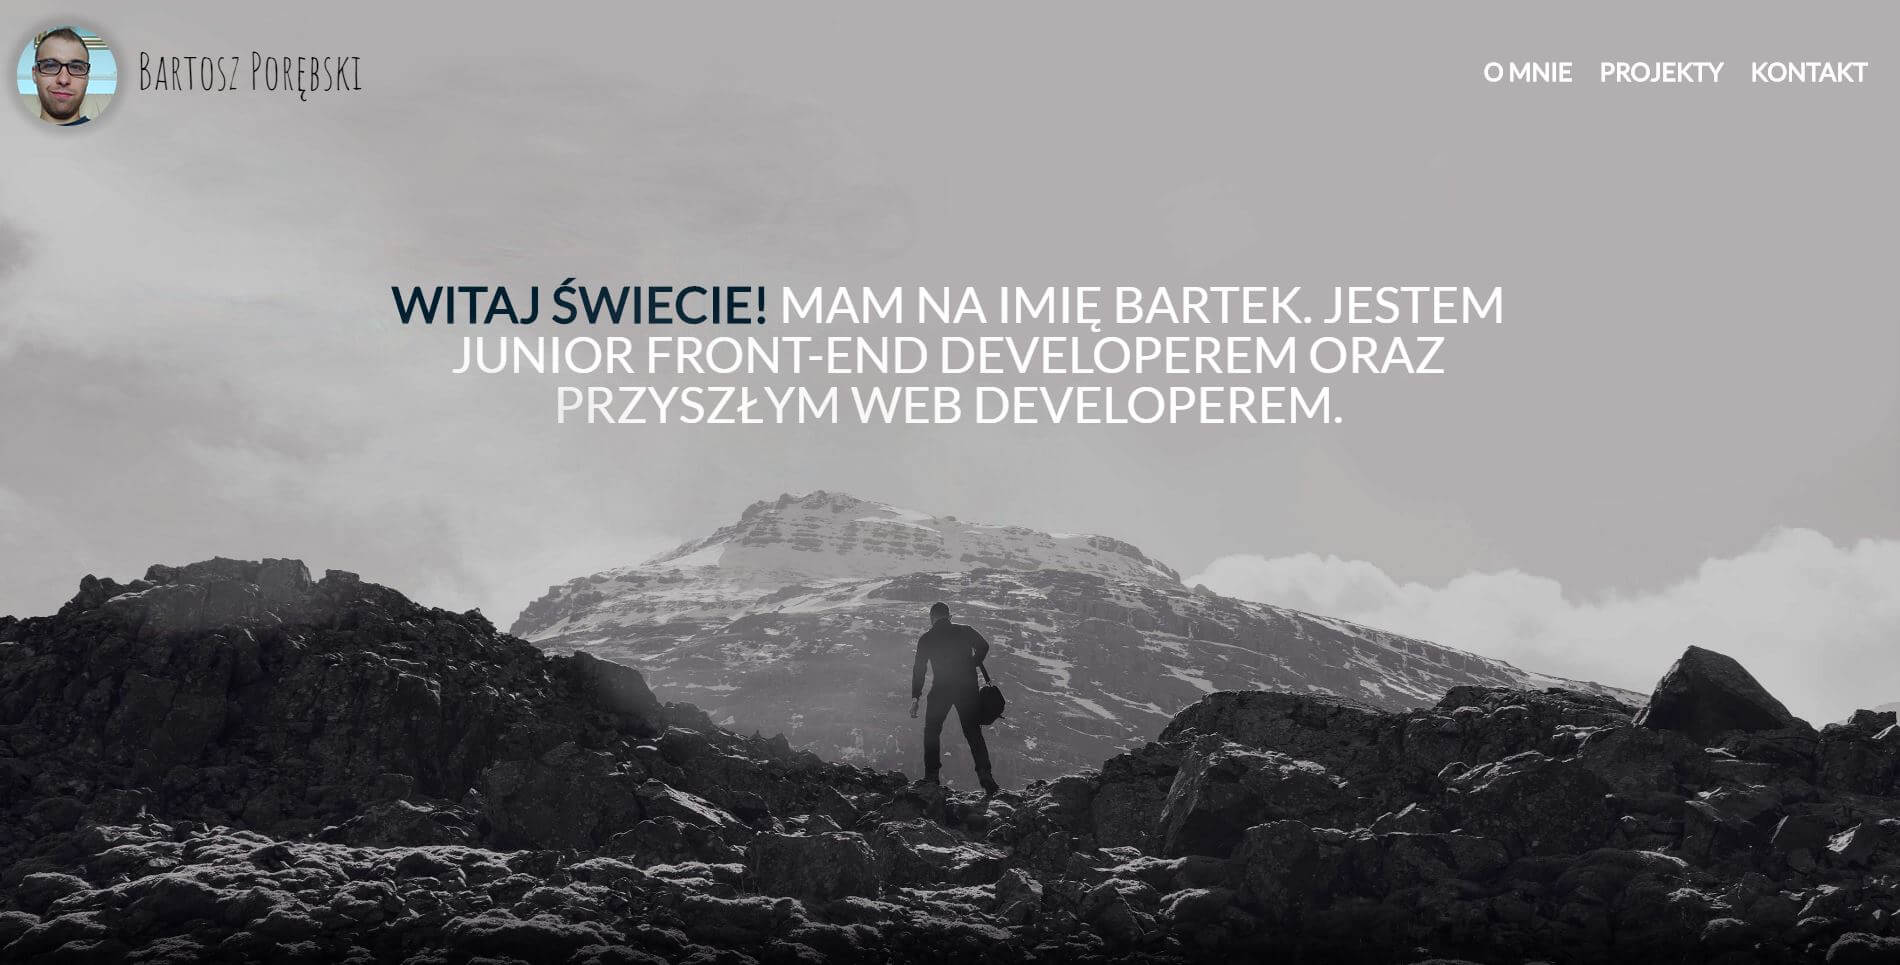 Bartosz Porębski
O MNIE PROJEKTY KONTAKT
WITAJ ŚWIECIE! MAM NA IMIĘ BARTEK. JESTEM
JUNIOR FRONT-END DEVELOPEREM ORAZ
PRZYSZŁYM WEB DEVELOPEREM.